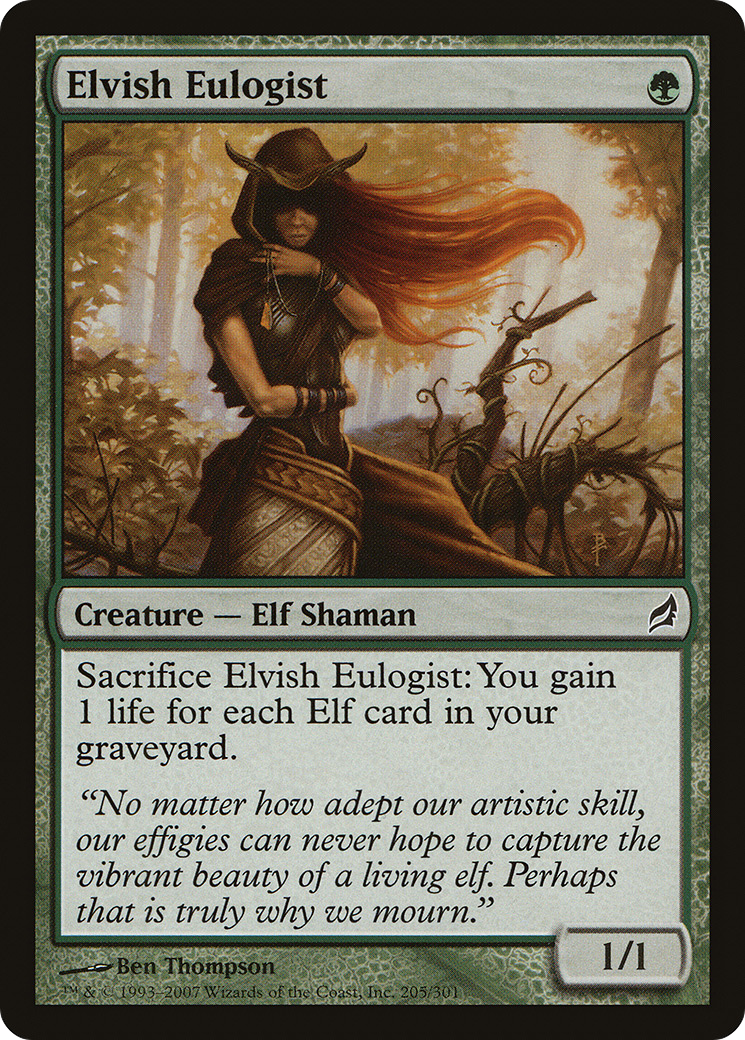 Elvish Eulogist
Creature — Elf Shaman
Sacrifice Elvish Eulogist: You gain
1 life for each Elf card in your
graveyard.
“No matter how adept our artistic skill,
our effigies can never hope to capture the
vibrant beauty of a living elf. Perhaps
that is truly why we mourn.”
1/1
Ben Thompson
™ & © 1993–2007 Wizards of the Coast, Inc. 205/301